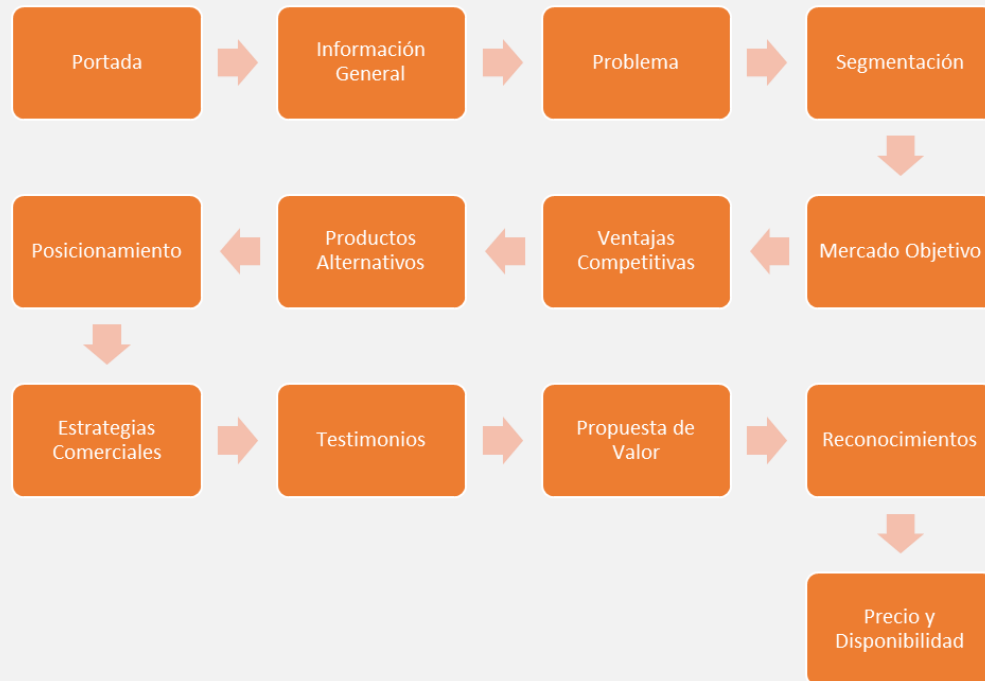 Portada
Información
General
Problema
Segmentación
Mercado Objetivo
Ventajas
Competitivas
Productos
Alternativos
Posicionamiento
Estrategias
Comerciales
Testimonios
Propuesta de
Valor
Reconocimientos
Precio y
Disponibilidad